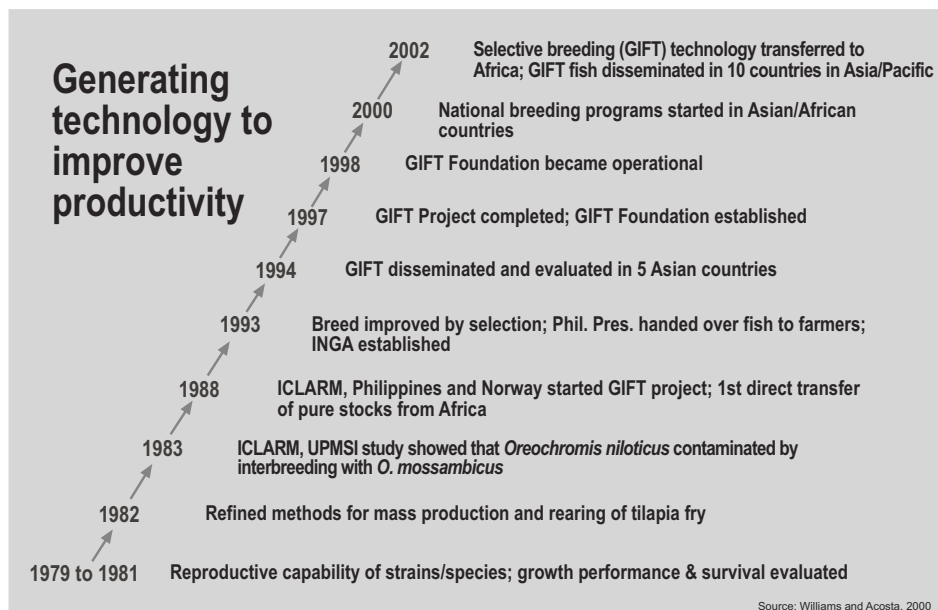 Generating
technology to
improve
productivity
2002
Selective breeding (GIFT) technology transferred to
Africa; GIFT fish disseminated in 10 countries in Asia/Pacific
2000
National breeding programs started in Asian/African
countries
1998
GIFT Foundation became operational
1997
GIFT Project completed; GIFT Foundation established
1994
GIFT disseminated and evaluated in 5 Asian countries
1993
Breed improved by selection; Phil. Pres. handed over fish to farmers;
INGA established
1988
ICLARM, Philippines and Norway started GIFT project; 1st direct transfer
of pure stocks from Africa
1983
ICLARM, UPMSI study showed that Oreochromis niloticus contaminated by
interbreeding with O. mossambicus
1982
Refined methods for mass production and rearing of tilapia fry
1979 to 1981
Reproductive capability of strains/species; growth performance & survival evaluated
Source: Williams and Acosta, 2000